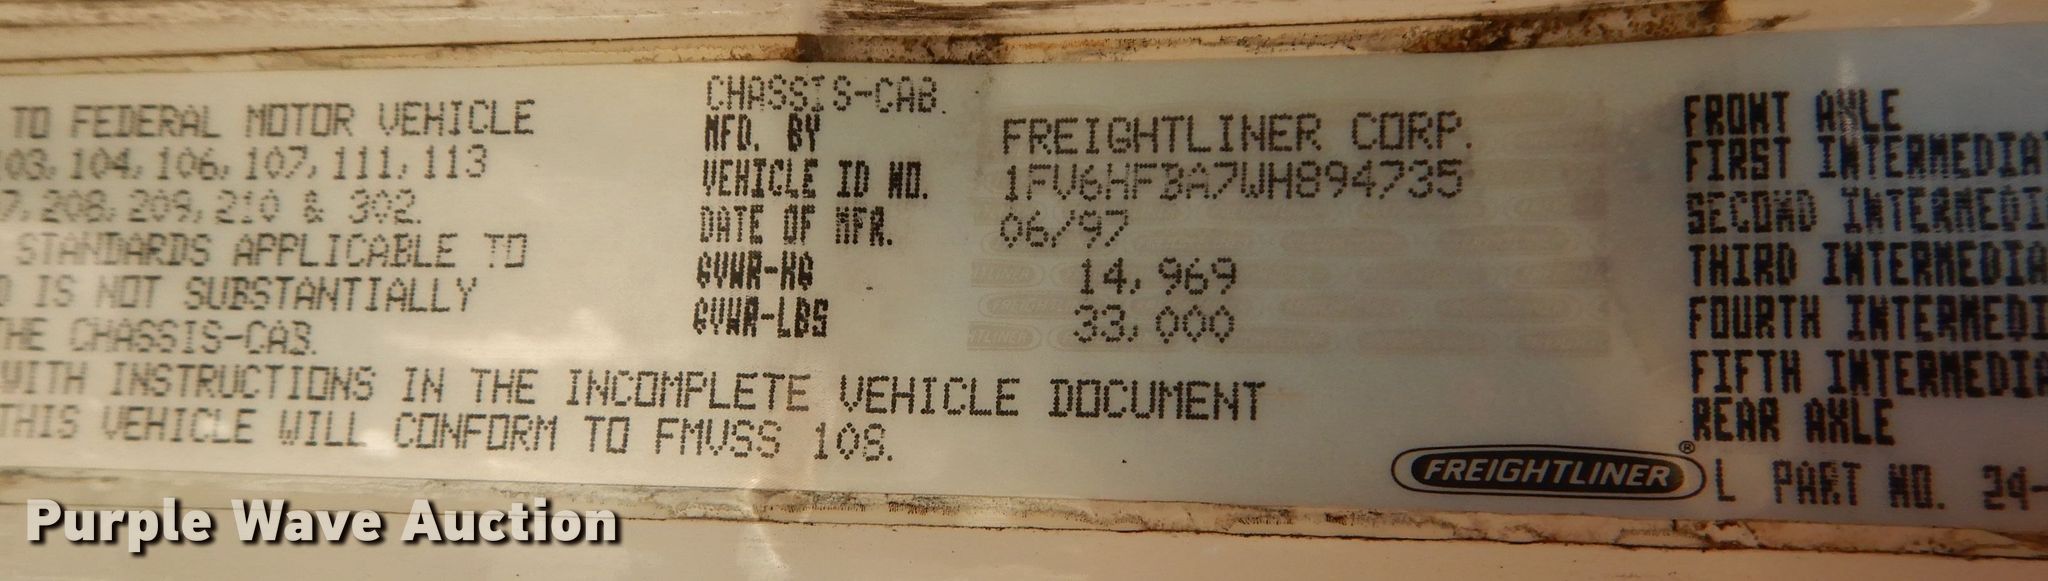 TO FEDERAL MOTOR VEHICLE
103, 104, 106, 107, 111, 113
7, 208, 209, 210 & 302.
STANDARDS APPLICABLE TO
D IS NOT SUBSTANTIALLY
THE CHASSIS-CAB.
WITH INSTRUCTIONS IN THE INCOMPLETE VEHICLE DOCUMENT
THIS VEHICLE WILL CONFORM TO FMVSS 108.
CHASSIS-CAB.
MFD. BY FREIGHTLINER CORP.
VEHICLE ID NO. 1FV6HFBA7WH894735
DATE OF MFR. 06/97
GVWR-KG 14,969
GVWR-LBS 33,000
FRONT AXLE
FIRST INTERMEDIA
SECOND INTERMEDI
THIRD INTERMEDIA
FOURTH INTERMEDI
FIFTH INTERMEDIA
REAR AXLE
FREIGHTLINER® L PART NO. 24-
Purple Wave Auction